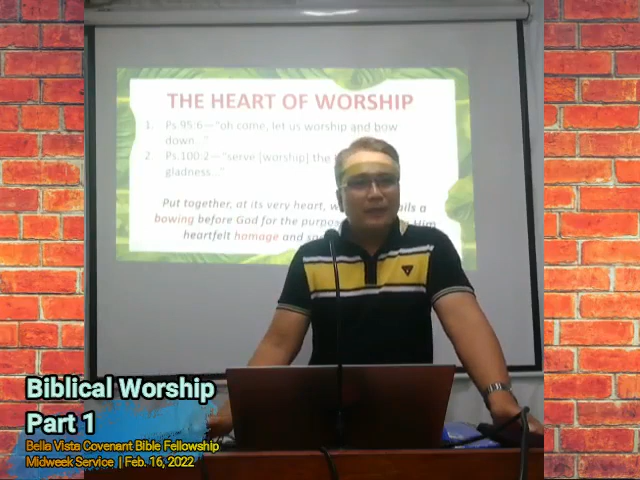 THE HEART OF WORSHIP
1. Ps.95:6—"oh come, let us worship and bow
down..."
2. Ps.100:2—"serve [worship] the
gladness..."
Put together, at its very heart, a
bowing before God for the Him
heartfelt homage and
Biblical Worship
Part 1
Bella Vista Covenant Bible Fellowship
Midweek Service | Feb. 16, 2022